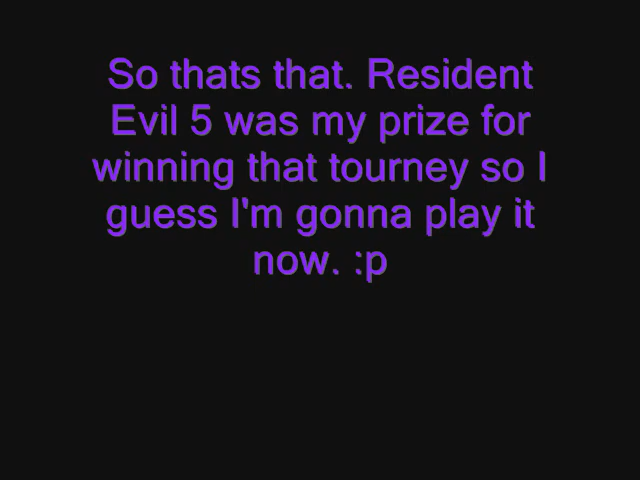 So thats that. Resident
Evil 5 was my prize for
winning that tourney so I
guess I'm gonna play it
now. :p